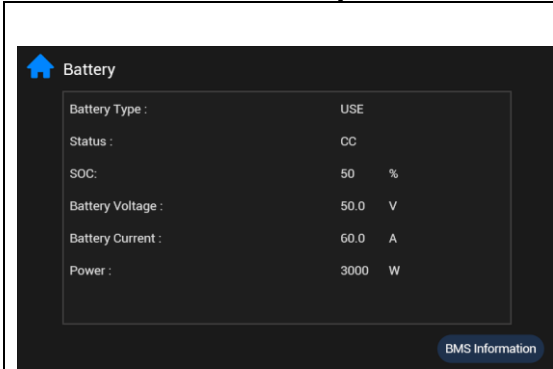 Battery
Battery Type : USE
Status : CC
SOC: 50 %
Battery Voltage : 50.0 V
Battery Current : 60.0 A
Power : 3000 W
BMS Information